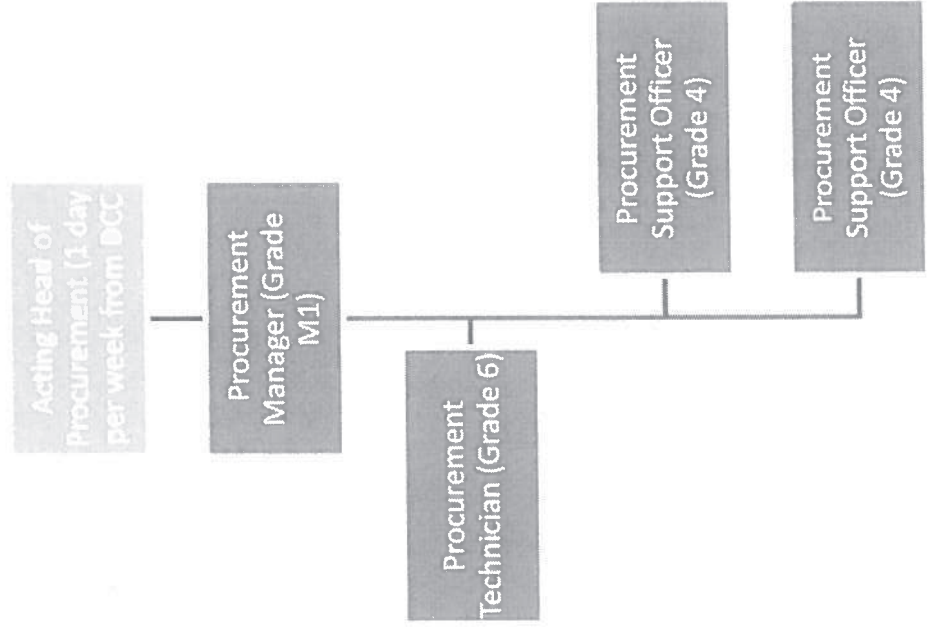 Acting Head of
Procurement (1 day
per week from DCC
Procurement
Manager (Grade
M1)
Procurement
Technician (Grade 6)
Procurement
Support Officer
(Grade 4)
Procurement
Support Officer
(Grade 4)